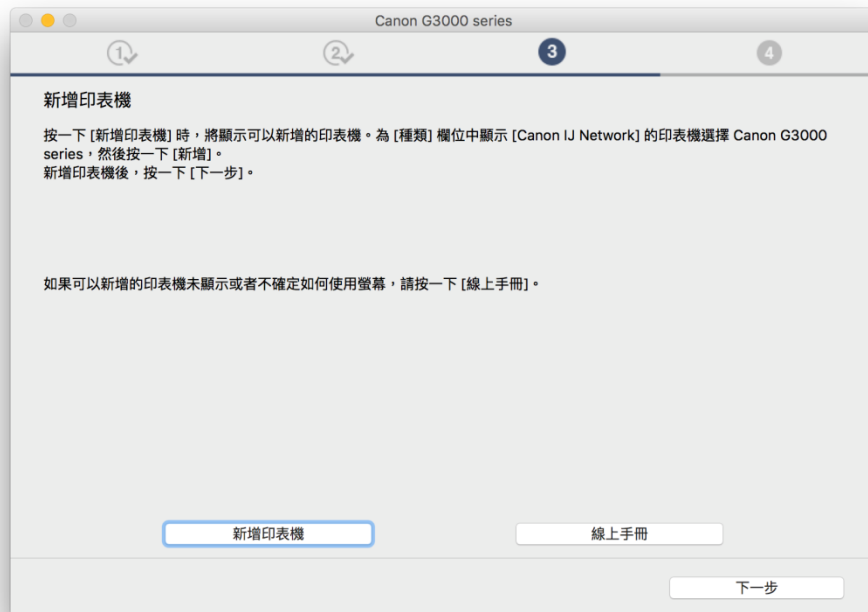 Canon G3000 series
1 2 3 4
新增印表機
按一下 [新增印表機] 時，將顯示可以新增的印表機。為 [種類] 欄位中顯示 [Canon IJ Network] 的印表機選擇 Canon G3000
series，然後按一下 [新增]。
新增印表機後，按一下 [下一步]。
如果可以新增的印表機未顯示或者不確定如何使用螢幕，請按一下 [線上手冊]。
新增印表機 線上手冊
下一步